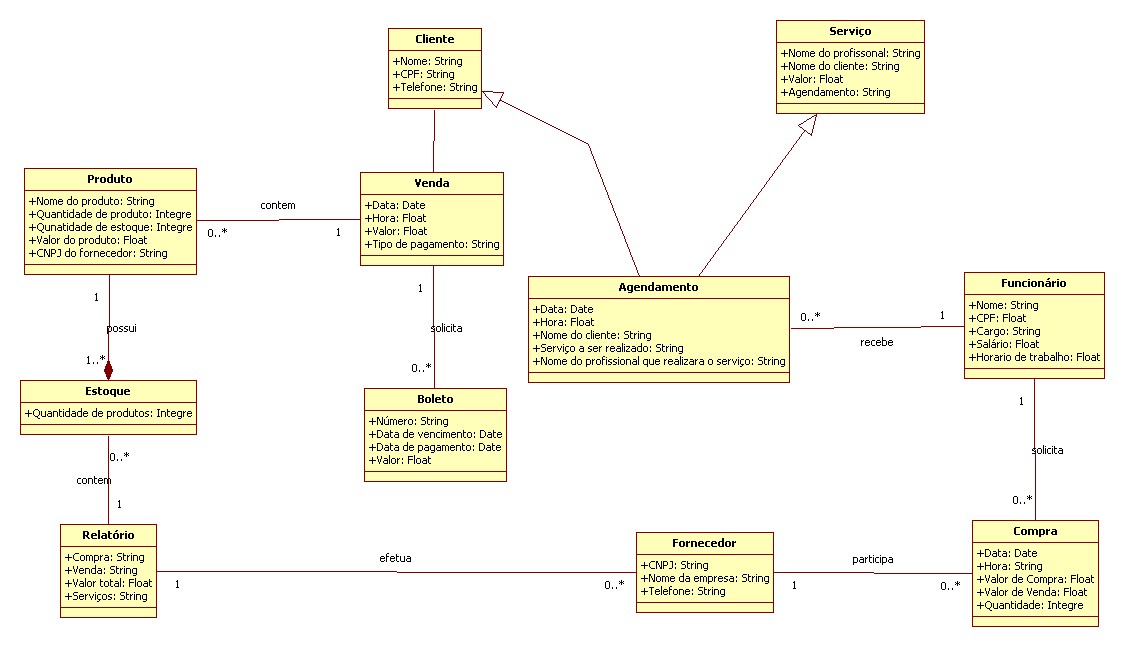 Cliente
+Nome: String
+CPF: String
+Telefone: String
Serviço
+Nome do profissonal: String
+Nome do cliente: String
+Valor: Float
+Agendamento: String
Produto
+Nome do produto: String
+Quantidade de produto: Integre
+Qunatidade de estoque: Integre
+Valor do produto: Float
+CNPJ do fornecedor: String
contem
0..*
1
Venda
+Data: Date
+Hora: Float
+Valor: Float
+Tipo de pagamento: String
1
possui
1..*
1
solicita
0..*
Agendamento
+Data: Date
+Hora: Float
+Nome do cliente: String
+Serviço a ser realizado: String
+Nome do profissional que realizara o serviço: String
0..*
1
recebe
Funcionário
+Nome: String
+CPF: Float
+Cargo: String
+Salário: Float
+Horario de trabalho: Float
Estoque
+Quantidade de produtos: Integre
Boleto
+Número: String
+Data de vencimento: Date
+Data de pagamento: Date
+Valor: Float
1
solicita
0..*
0..*
contem
1
Relatório
+Compra: String
+Venda: String
+Valor total: Float
+Serviços: String
efetua
1
0..*
Fornecedor
+CNPJ: String
+Nome da empresa: String
+Telefone: String
participa
1
0..*
Compra
+Data: Date
+Hora: String
+Valor de Compra: Float
+Valor de Venda: Float
+Quantidade: Integre